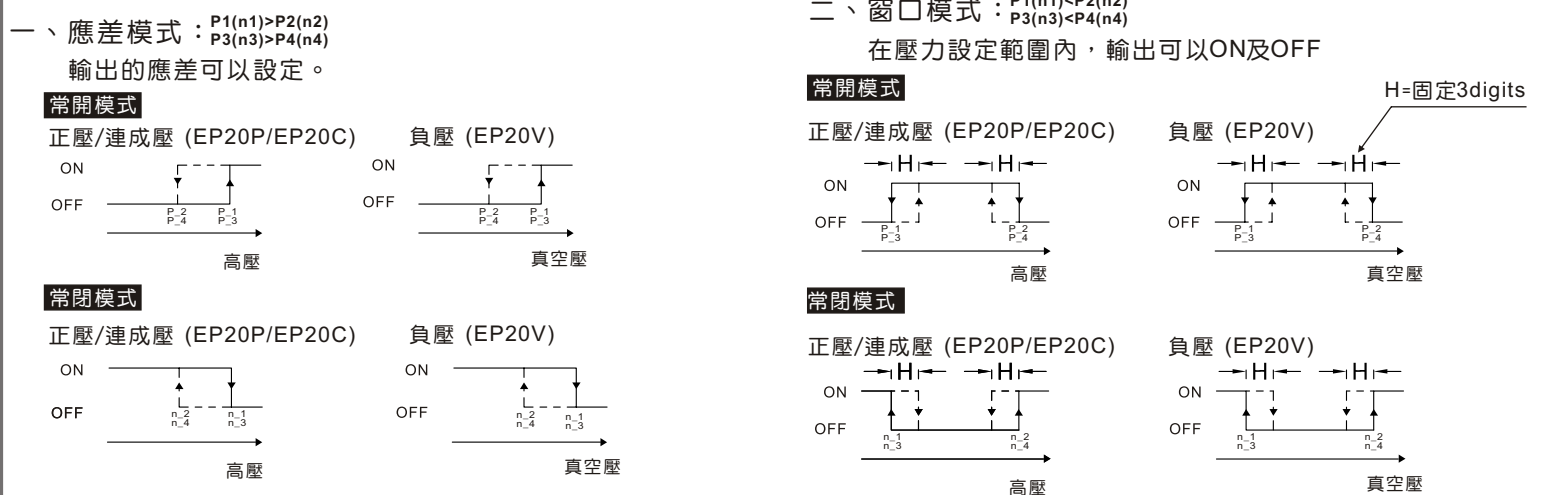 一、應差模式：P1(n1)>P2(n2)
P3(n3)>P4(n4)
輸出的應差可以設定。
常開模式
正壓/連成壓 (EP20P/EP20C)
ON
OFF
P_2
P_4
P_1
P_3
高壓
負壓 (EP20V)
ON
OFF
P_2
P_4
P_1
P_3
真空壓
常閉模式
正壓/連成壓 (EP20P/EP20C)
ON
OFF
n_2
n_4
n_1
n_3
高壓
負壓 (EP20V)
ON
OFF
n_2
n_4
n_1
n_3
真空壓
二、窗口模式：P1(n1)<P2(n2)
P3(n3)<P4(n4)
在壓力設定範圍內，輸出可以ON及OFF
常開模式
H=固定3digits
正壓/連成壓 (EP20P/EP20C)
H
H
ON
OFF
P_1
P_3
P_2
P_4
高壓
負壓 (EP20V)
H
H
ON
OFF
P_1
P_3
P_2
P_4
真空壓
常閉模式
正壓/連成壓 (EP20P/EP20C)
H
H
ON
OFF
n_1
n_3
n_2
n_4
高壓
負壓 (EP20V)
H
H
ON
OFF
n_1
n_3
n_2
n_4
真空壓